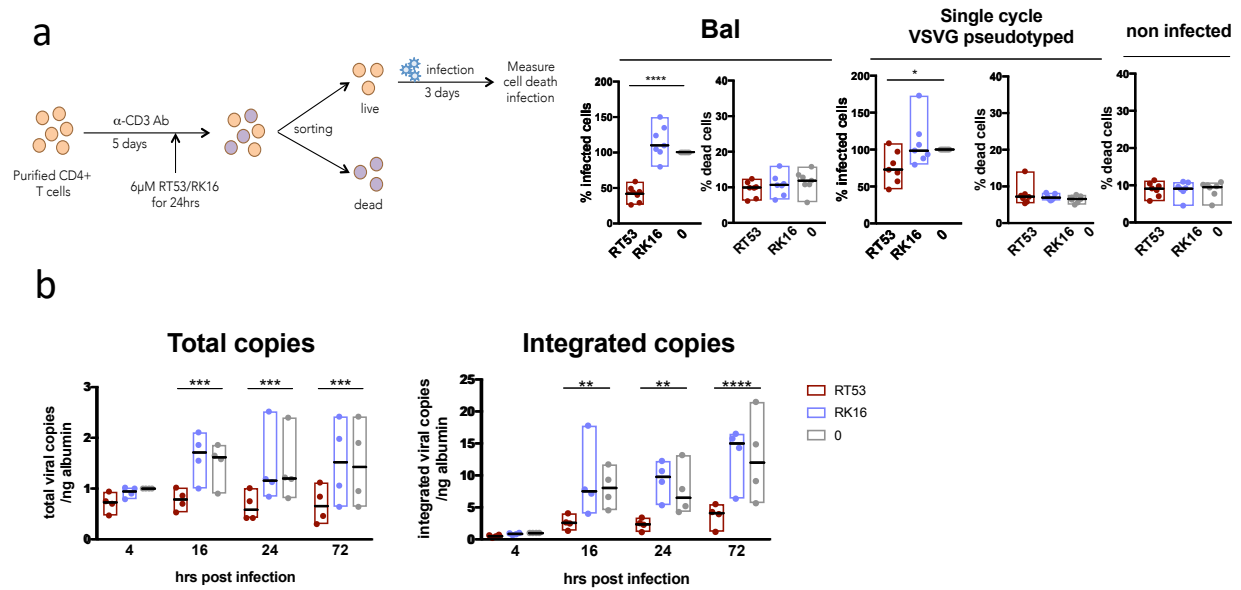 a
Purified CD4+
T cells
α-CD3 Ab
5 days
6μM RT53/RK16
for 24hrs
sorting
live
dead
infection
3 days
Measure
cell death
infection
Bal
% infected cells
200
150
100
50
0
****
RT53
RK16
0
% dead cells
40
30
20
10
0
RT53
RK16
0
Single cycle
VSVG pseudotyped
% infected cells
200
150
100
50
0
*
RT53
RK16
0
% dead cells
40
30
20
10
0
RT53
RK16
0
non infected
% dead cells
40
30
20
10
0
RT53
RK16
0
b
Total copies
total viral copies
/ng albumin
3
2
1
0
***
***
***
4
16
24
72
hrs post infection
Integrated copies
integrated viral copies
/ng albumin
25
20
15
10
5
0
**
**
****
4
16
24
72
hrs post infection
RT53
RK16
0